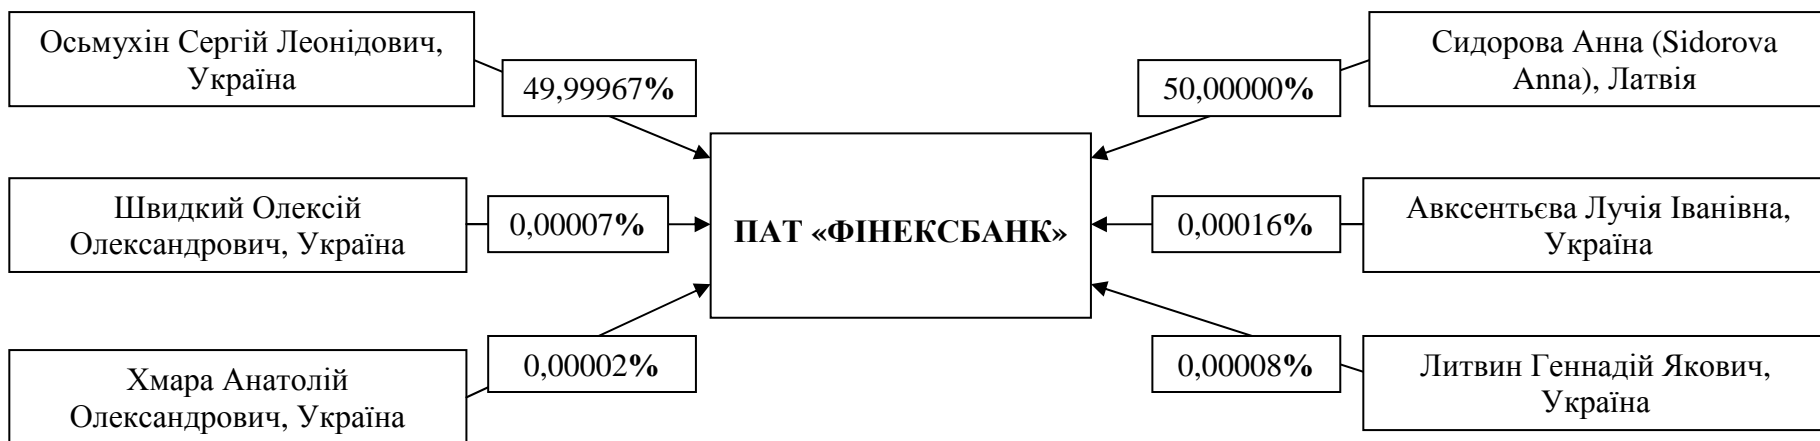 Осьмухін Сергій Леонідович,
Україна
49,99967%
50,00000%
Сидорова Анна (Sidorova
Anna), Латвія
Швидкий Олексій
Олександрович, Україна
0,00007%
ПАТ «ФІНЕКСБАНК»
0,00016%
Авксентьєва Лучія Іванівна,
Україна
Хмара Анатолій
Олександрович, Україна
0,00002%
0,00008%
Литвин Геннадій Якович,
Україна